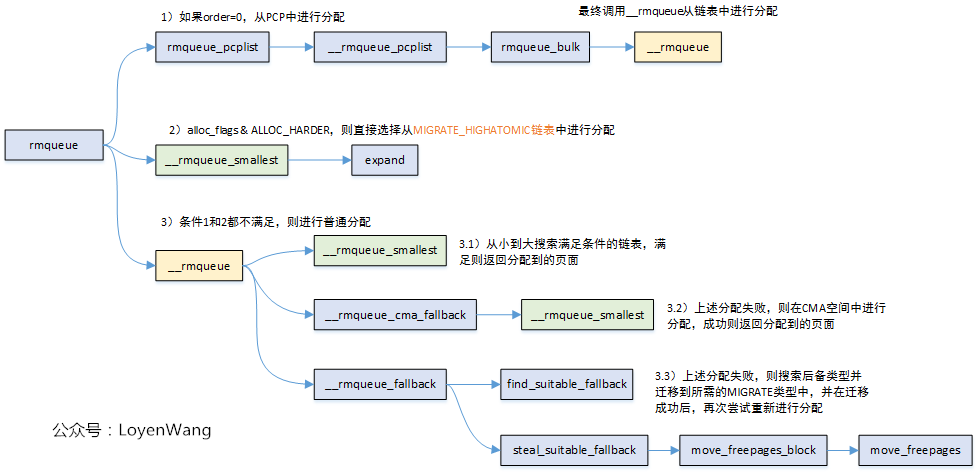 1）如果order=0，从PCP中进行分配
最终调用__rmqueue从链表中进行分配
rmqueue_pcplist
__rmqueue_pcplist
rmqueue_bulk
__rmqueue
2）alloc_flags & ALLOC_HARDER，则直接选择从MIGRATE_HIGHATOMIC链表中进行分配
rmqueue
__rmqueue_smallest
expand
3）条件1和2都不满足，则进行普通分配
__rmqueue
__rmqueue_smallest
3.1）从小到大搜索满足条件的链表，满
足则返回分配到的页面
__rmqueue_cma_fallback
__rmqueue_smallest
3.2）上述分配失败，则在CMA空间中进行
分配，成功则返回分配到的页面
__rmqueue_fallback
find_suitable_fallback
3.3）上述分配失败，则搜索后备类型并
迁移到所需的MIGRATE类型中，并在迁移
成功后，再次尝试重新进行分配
steal_suitable_fallback
move_freepages_block
move_freepages
公众号：LoyenWang